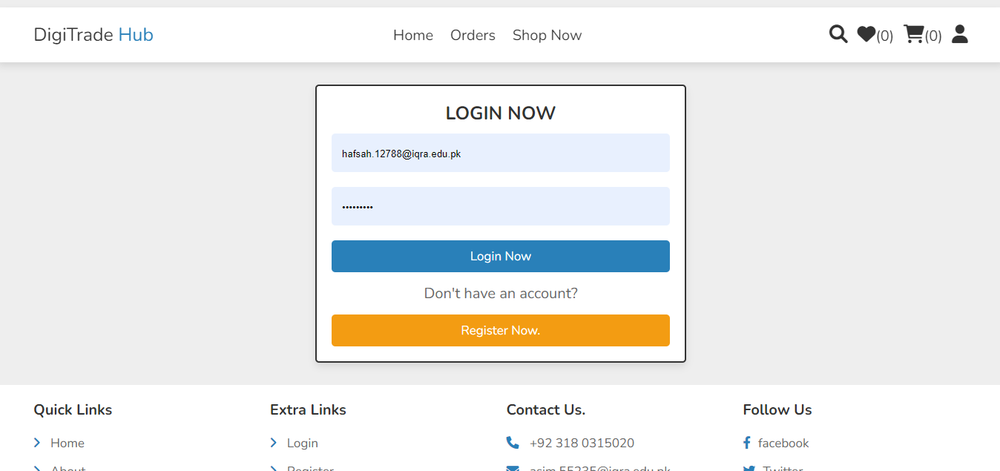 DigiTrade Hub
Home Orders Shop Now
(0) (0)
LOGIN NOW
hafsah.12788@iqra.edu.pk
•••••••••
Login Now
Don't have an account?
Register Now.
Quick Links Extra Links Contact Us. Follow Us
Home Login +92 318 0315020 facebook
About Register asim.55235@iqra.edu.pk Twitter